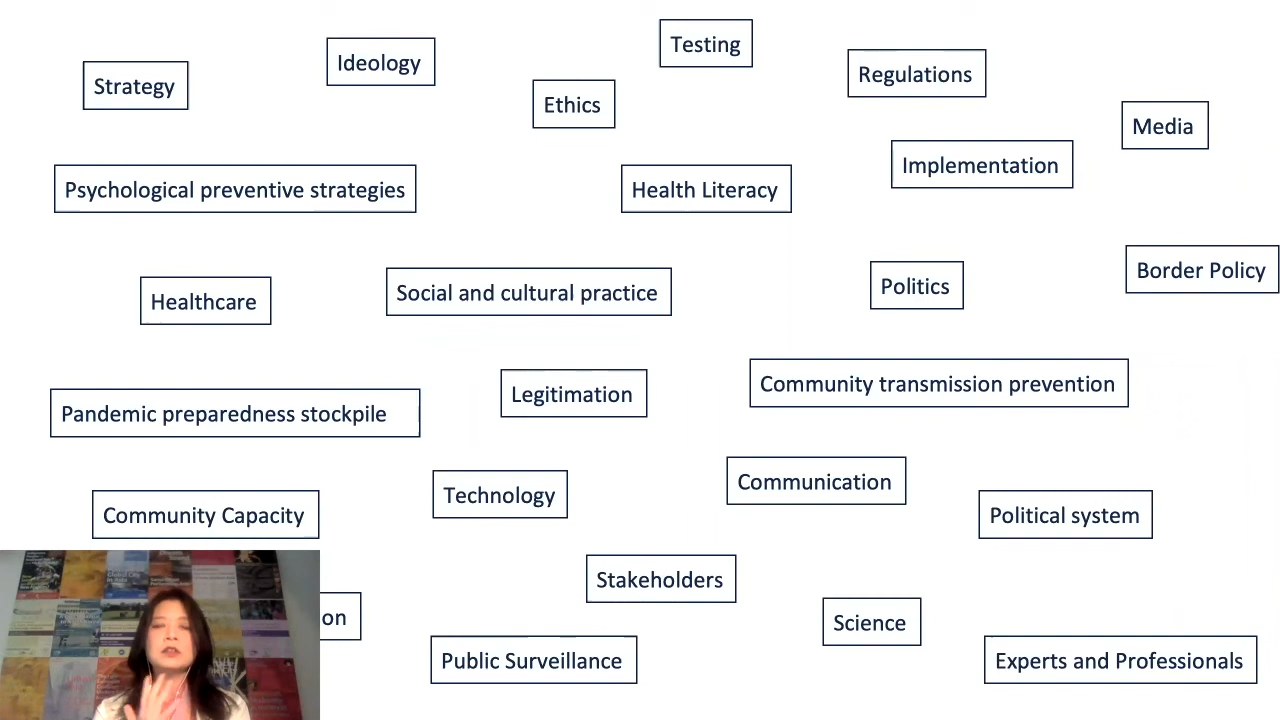 Testing
Ideology
Regulations
Strategy
Ethics
Media
Implementation
Psychological preventive strategies
Health Literacy
Border Policy
Politics
Social and cultural practice
Healthcare
Community transmission prevention
Legitimation
Pandemic preparedness stockpile
Communication
Technology
Community Capacity
Political system
Stakeholders
on
Science
Public Surveillance
Experts and Professionals